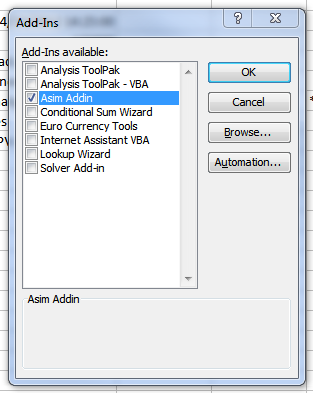 Add-Ins
?
Add-Ins available:
Analysis ToolPak
Analysis ToolPak - VBA
Asim Addin
Conditional Sum Wizard
Euro Currency Tools
Internet Assistant VBA
Lookup Wizard
Solver Add-in
OK
Cancel
Browse...
Automation...
Asim Addin